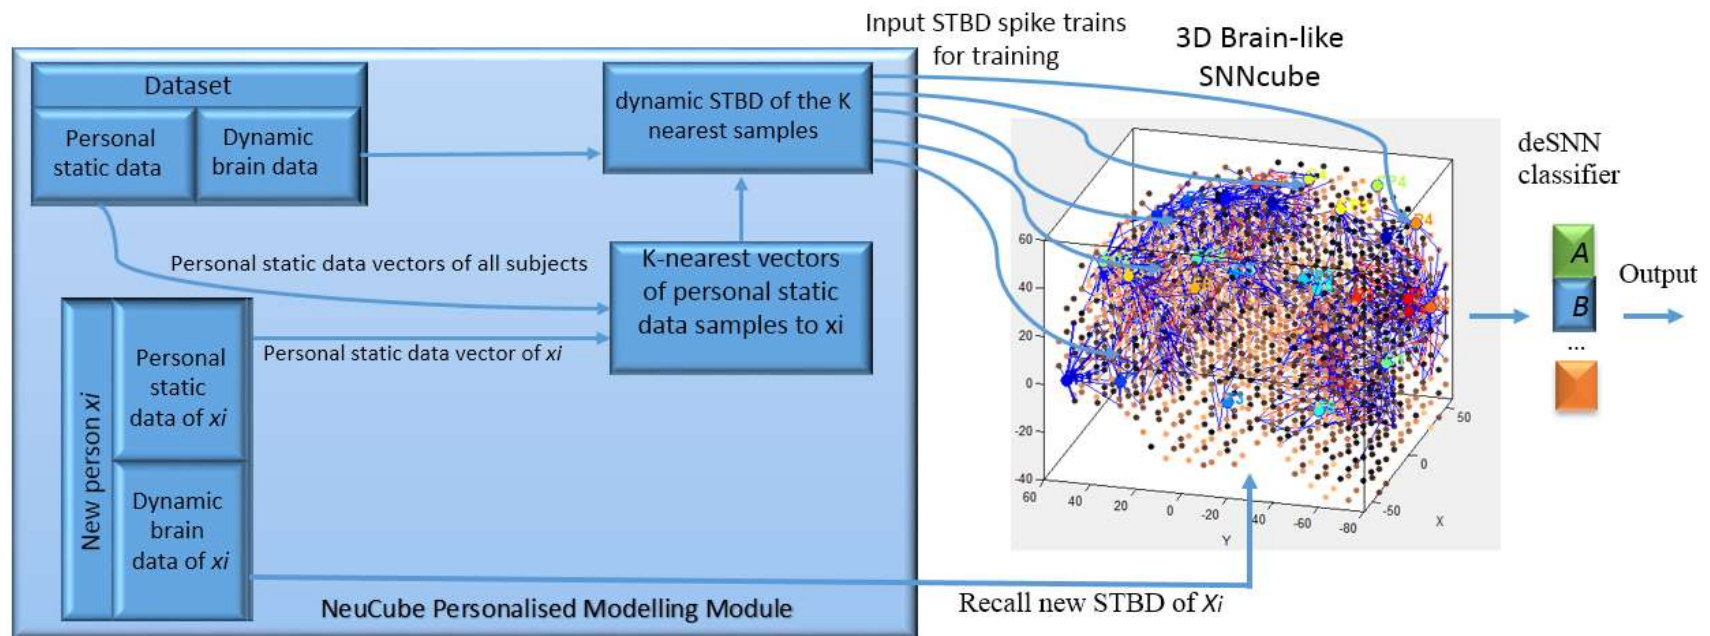 Input STBD spike trains
for training
3D Brain-like
SNNcube
Dataset
Personal
static data
Dynamic
brain data
dynamic STBD of the K
nearest samples
deSNN
classifier
Personal static data vectors of all subjects
K-nearest vectors
of personal static
data samples to xi
Personal static data vector of xi
New person xi
Personal
static
data of xi
Dynamic
brain
data of xi
NeuCube Personalised Modelling Module
Recall new STBD of Xi
A
B
...
Output
60
40
20
0
-20
-40
60
40
20
0
-20
40
-60
-80
Y
50
0
-50
X